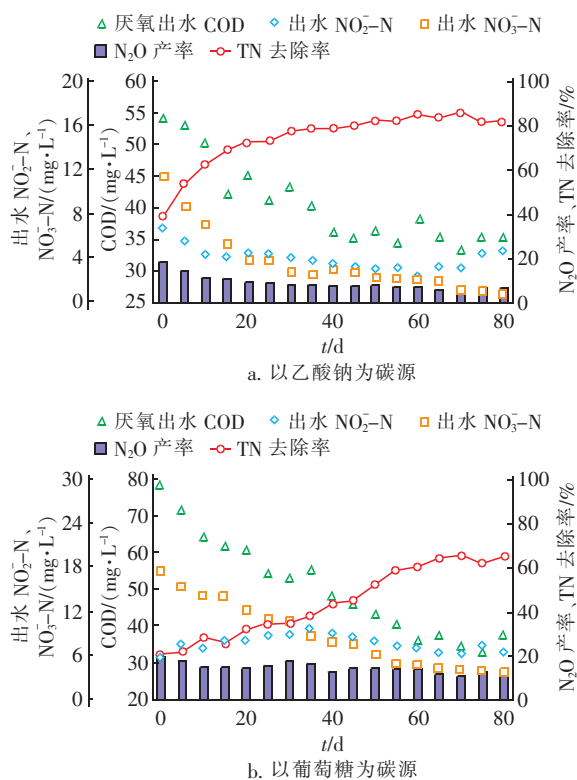 厌氧出水 COD 出水 NO₂⁻-N 出水 NO₃⁻-N
N₂O 产率 TN 去除率
出水 NO₂⁻-N、
NO₃⁻-N/(mg·L⁻¹)
20
16
12
8
4
0
COD/(mg·L⁻¹)
60
55
50
45
40
35
30
25
100
80
60
40
20
0
N₂O 产率、TN 去除率/%
0 20 40 60 80
t/d
a. 以乙酸钠为碳源
厌氧出水 COD 出水 NO₂⁻-N 出水 NO₃⁻-N
N₂O 产率 TN 去除率
出水 NO₂⁻-N、
NO₃⁻-N/(mg·L⁻¹)
30
24
18
12
6
0
COD/(mg·L⁻¹)
80
70
60
50
40
30
20
100
80
60
40
20
0
N₂O 产率、TN 去除率/%
0 20 40 60 80
t/d
b. 以葡萄糖为碳源